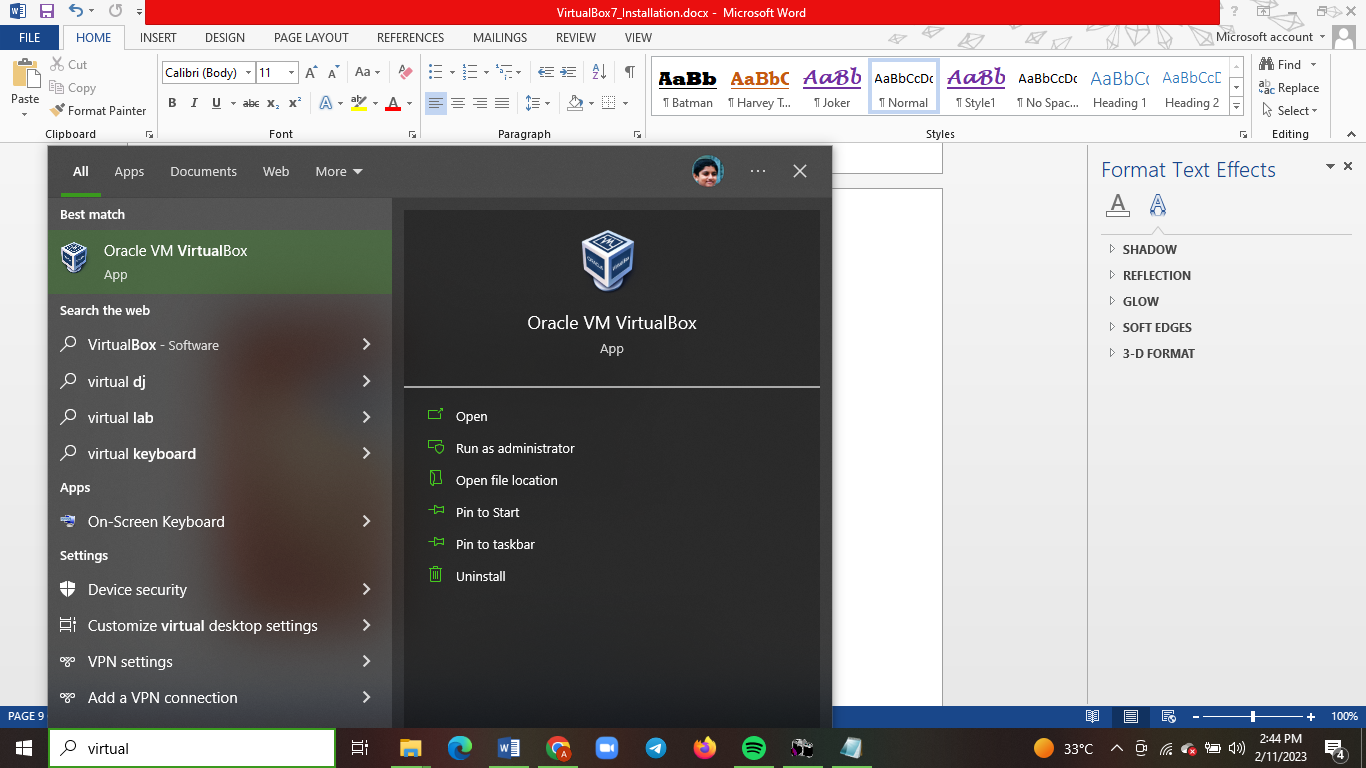 VirtualBox7_Installation.docx - Microsoft Word
FILE HOME INSERT DESIGN PAGE LAYOUT REFERENCES MAILINGS REVIEW VIEW Microsoft account
Paste
Cut
Copy
Format Painter
Clipboard
Calibri (Body) 11
Font
Paragraph
AaBb AaBbC AaBbC AaBbCcDc AaBbC AaBbCcDc AaBbCc AaBbCcE
¶ Batman ¶ Harvey T... ¶ Joker ¶ Normal ¶ Style1 ¶ No Spac... Heading 1 Heading 2
Styles
Find
Replace
Select
Editing
All Apps Documents Web More
Best match
Oracle VM VirtualBox
App
Search the web
VirtualBox - Software
virtual dj
virtual lab
virtual keyboard
Apps
On-Screen Keyboard
Settings
Device security
Customize virtual desktop settings
VPN settings
Add a VPN connection
Oracle VM VirtualBox
App
Open
Run as administrator
Open file location
Pin to Start
Pin to taskbar
Uninstall
Format Text Effects
SHADOW
REFLECTION
GLOW
SOFT EDGES
3-D FORMAT
PAGE 9
100%
virtual
33°C
2:44 PM
2/11/2023
4